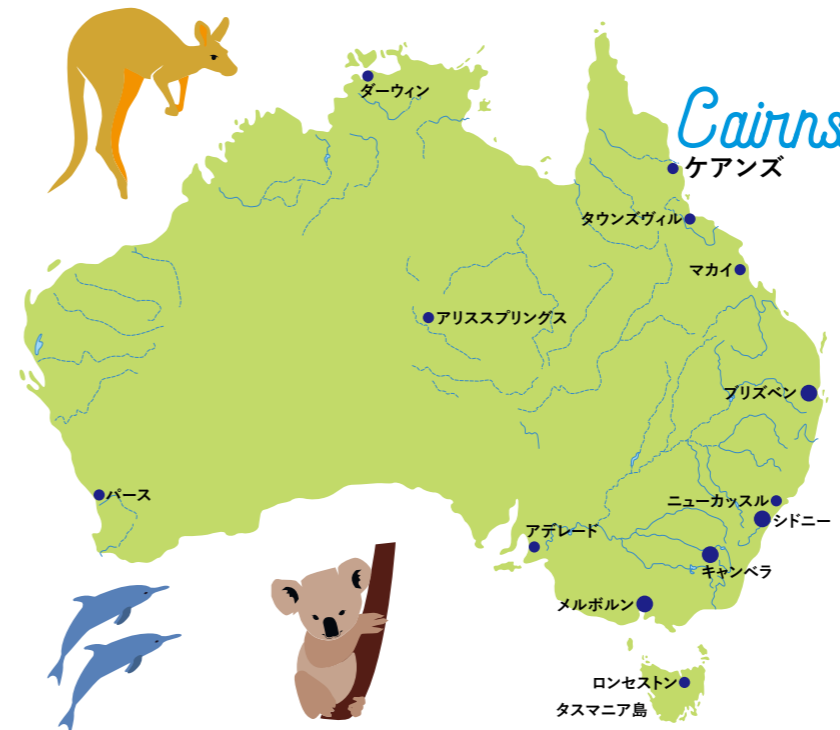 ダーウィン
Cairns
ケアンズ
タウンズヴィル
マカイ
アリススプリングス
ブリズベン
パース
ニューカッスル
シドニー
アデレード
キャンベラ
メルボルン
ロンセストン
タスマニア島